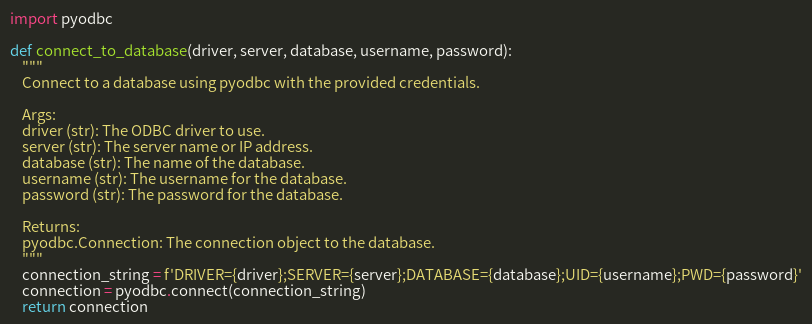 import pyodbc

def connect_to_database(driver, server, database, username, password):
    """
    Connect to a database using pyodbc with the provided credentials.

    Args:
    driver (str): The ODBC driver to use.
    server (str): The server name or IP address.
    database (str): The name of the database.
    username (str): The username for the database.
    password (str): The password for the database.

    Returns:
    pyodbc.Connection: The connection object to the database.
    """
    connection_string = f'DRIVER={driver};SERVER={server};DATABASE={database};UID={username};PWD={password}'
    connection = pyodbc.connect(connection_string)
    return connection